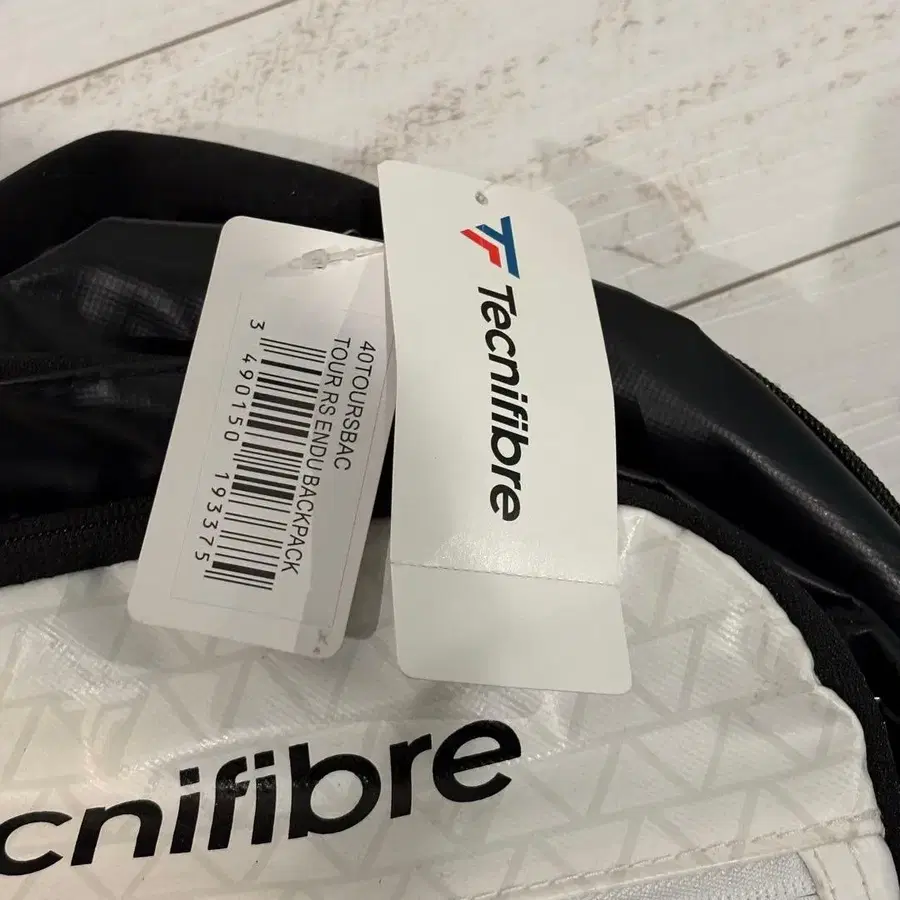 40TOURSBAC
TOUR RS ENDU BACKPACK
3 490150 193375
Tecnifibre
cnifibre